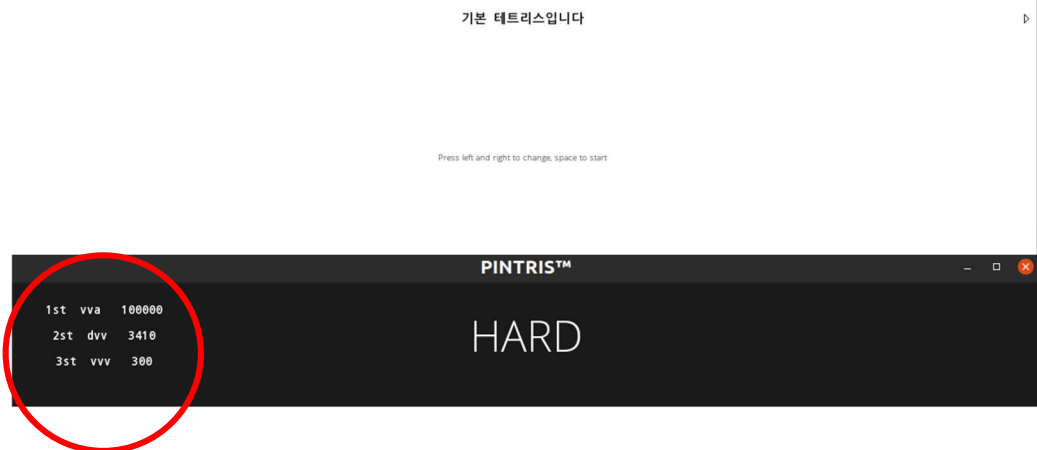 기본 테트리스입니다
Press left and right to change, space to start
PINTRIS™
HARD
1st vva 100000
2st dvv 3410
3st vvv 300